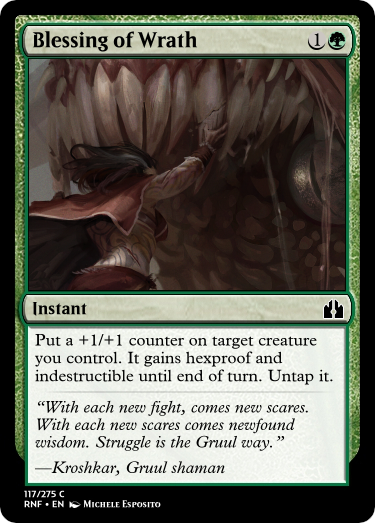 Blessing of Wrath 1
Instant
Put a +1/+1 counter on target creature
you control. It gains hexproof and
indestructible until end of turn. Untap it.
“With each new fight, comes new scares.
With each new scares comes newfound
wisdom. Struggle is the Gruul way.”
—Kroshkar, Gruul shaman
117/275 C
RNF • EN Michele Esposito